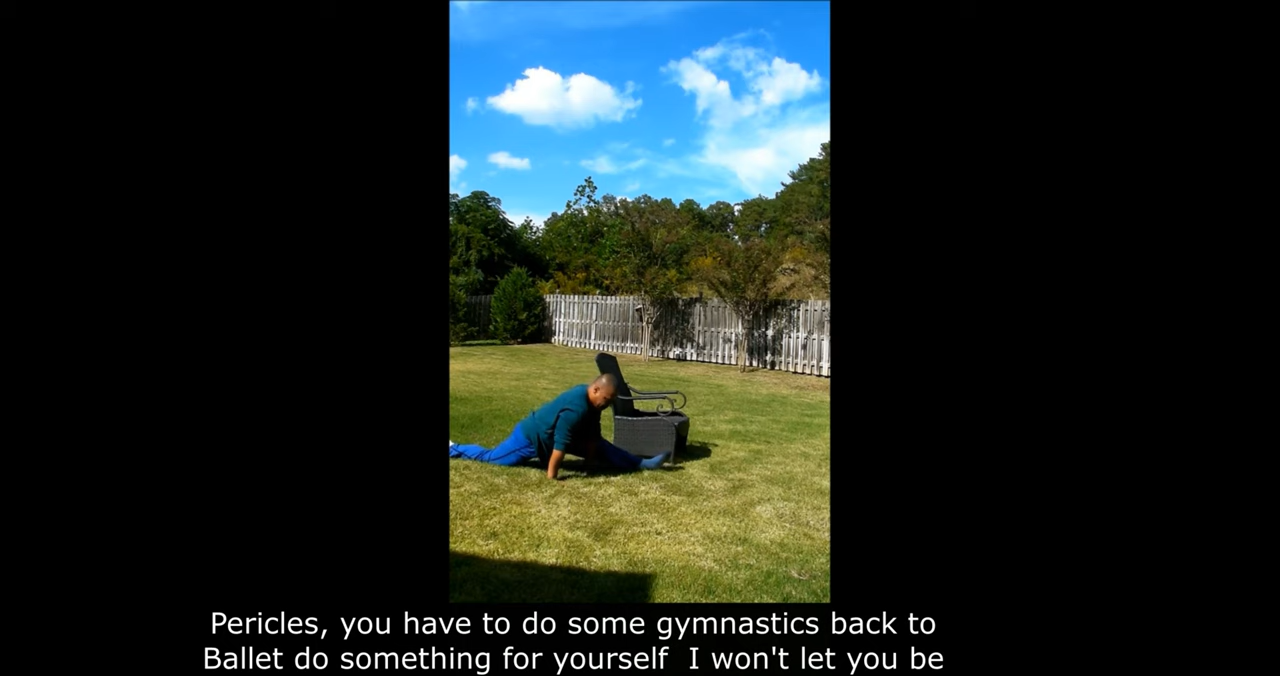 Pericles, you have to do some gymnastics back to
Ballet do something for yourself  I won't let you be